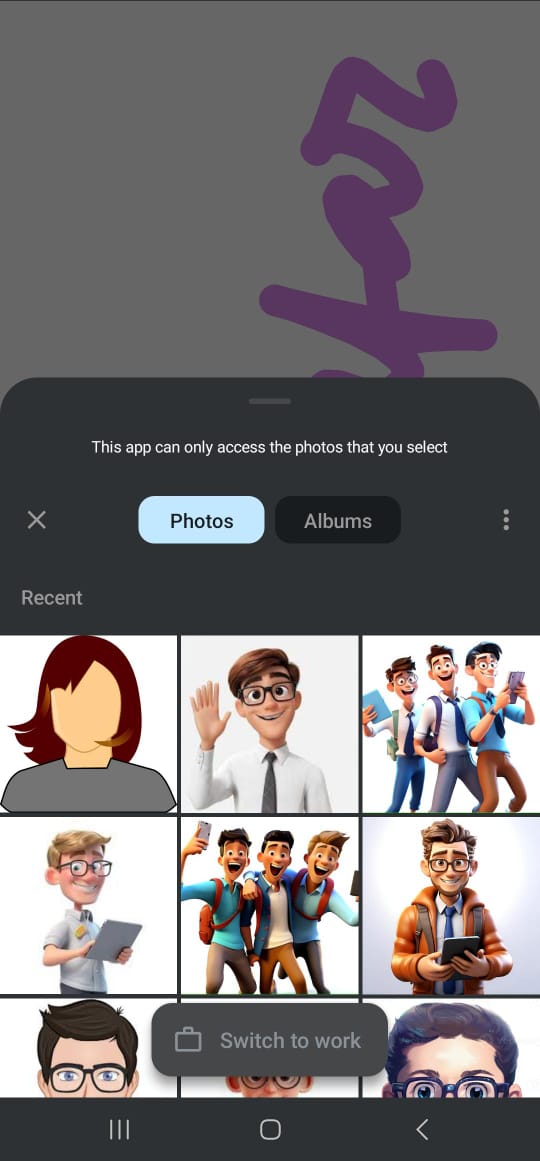 This app can only access the photos that you select
Photos
Albums
Recent
Switch to work